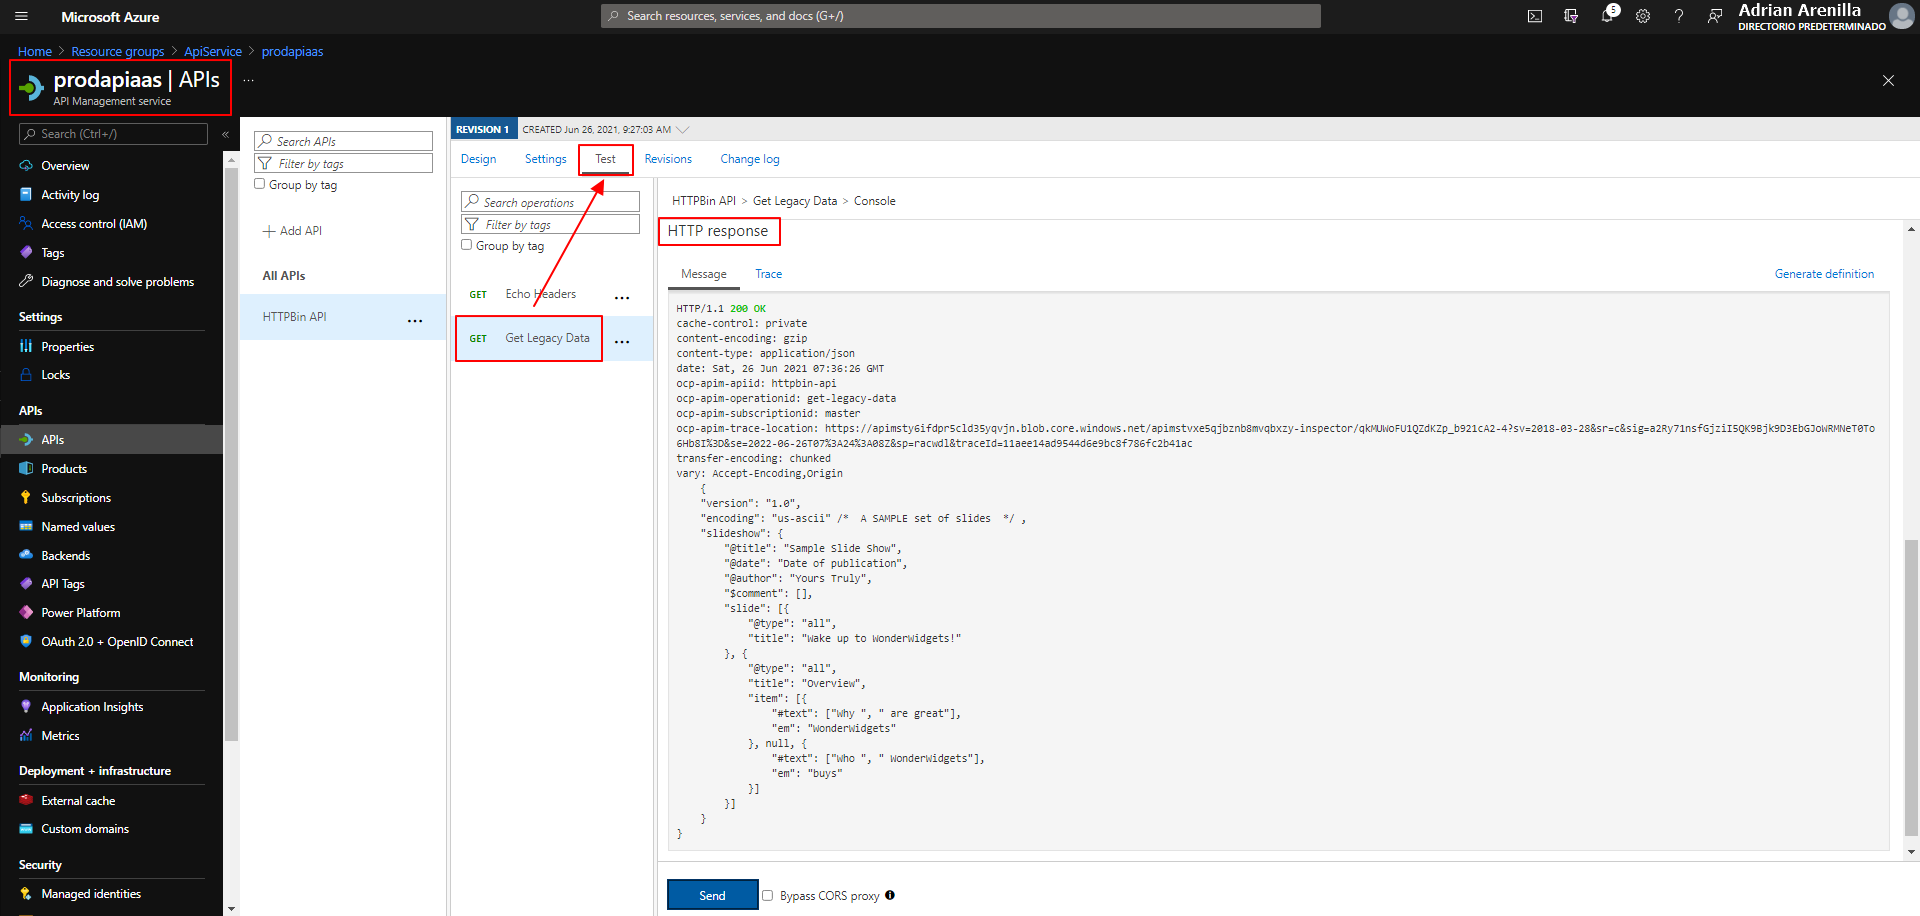 Microsoft Azure
Search resources, services, and docs (G+/)
5
Adrian Arenilla
DIRECTORIO PREDETERMINADO
Home > Resource groups > ApiService > prodapiaas
prodapiaas | APIs
API Management service
Search (Ctrl+/)
Overview
Activity log
Access control (IAM)
Tags
Diagnose and solve problems
Settings
Properties
Locks
APIs
APIs
Products
Subscriptions
Named values
Backends
API Tags
Power Platform
OAuth 2.0 + OpenID Connect
Monitoring
Application Insights
Metrics
Deployment + infrastructure
External cache
Custom domains
Security
Managed identities
Search APIs
Filter by tags
Group by tag
Add API
All APIs
HTTPBin API
REVISION 1 CREATED Jun 26, 2021, 9:27:03 AM
Design Settings Test Revisions Change log
Search operations
Filter by tags
Group by tag
GET Echo Headers
GET Get Legacy Data
HTTPBin API > Get Legacy Data > Console
HTTP response
Message Trace
Generate definition
HTTP/1.1 200 OK
cache-control: private
content-encoding: gzip
content-type: application/json
date: Sat, 26 Jun 2021 07:36:26 GMT
ocp-apim-apiid: httpbin-api
ocp-apim-operationid: get-legacy-data
ocp-apim-subscriptionid: master
ocp-apim-trace-location: https://apimsty6ifdpr5cld35yqvjn.blob.core.windows.net/apimstvxe5qjbznb8mvqbxzy-inspector/qkMUWoFU1QZdKZp_b921cA2-4?sv=2018-03-28&sr=c&sig=a2Ry71nsfGjziI5QK9Bjk9D3EbGJoWRMNeT0To
6Hb8I%3D&se=2022-06-26T07%3A24%3A08Z&sp=racwdl&traceId=11aee14ad9544d6e9bc8f786fc2b41ac
transfer-encoding: chunked
vary: Accept-Encoding,Origin
{
"version": "1.0",
"encoding": "us-ascii" /*  A SAMPLE set of slides  */ ,
"slideshow": {
"@title": "Sample Slide Show",
"@date": "Date of publication",
"@author": "Yours Truly",
"$comment": [],
"slide": [{
"@type": "all",
"title": "Wake up to WonderWidgets!"
}, {
"@type": "all",
"title": "Overview",
"item": [{
"#text": ["Why ", " are great"],
"em": "WonderWidgets"
}, null, {
"#text": ["Who ", " WonderWidgets"],
"em": "buys"
}]
}]
}
}
Send
Bypass CORS proxy